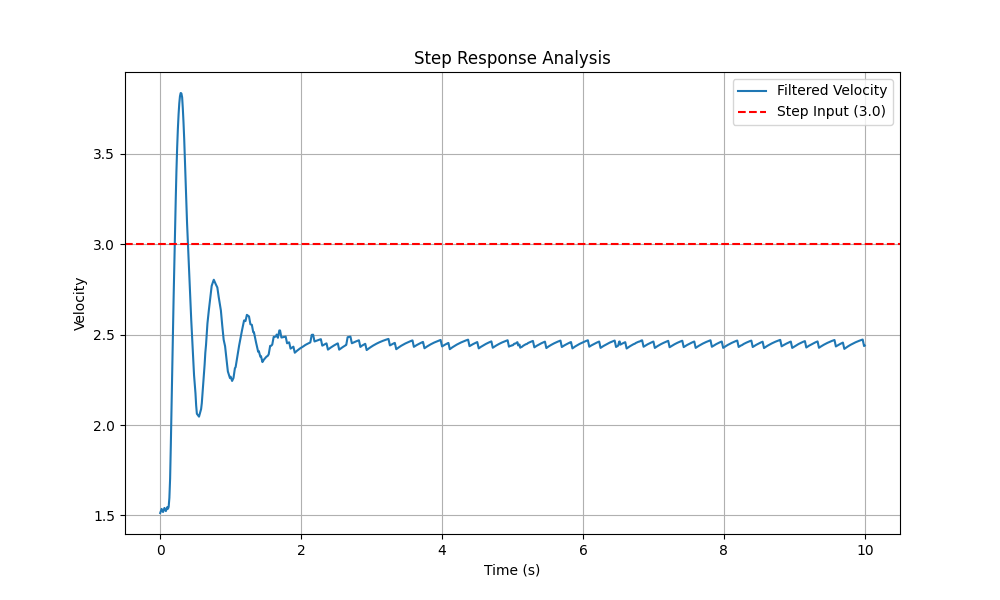 Step Response Analysis
Filtered Velocity
Step Input (3.0)
Velocity
3.5
3.0
2.5
2.0
1.5
0 2 4 6 8 10
Time (s)